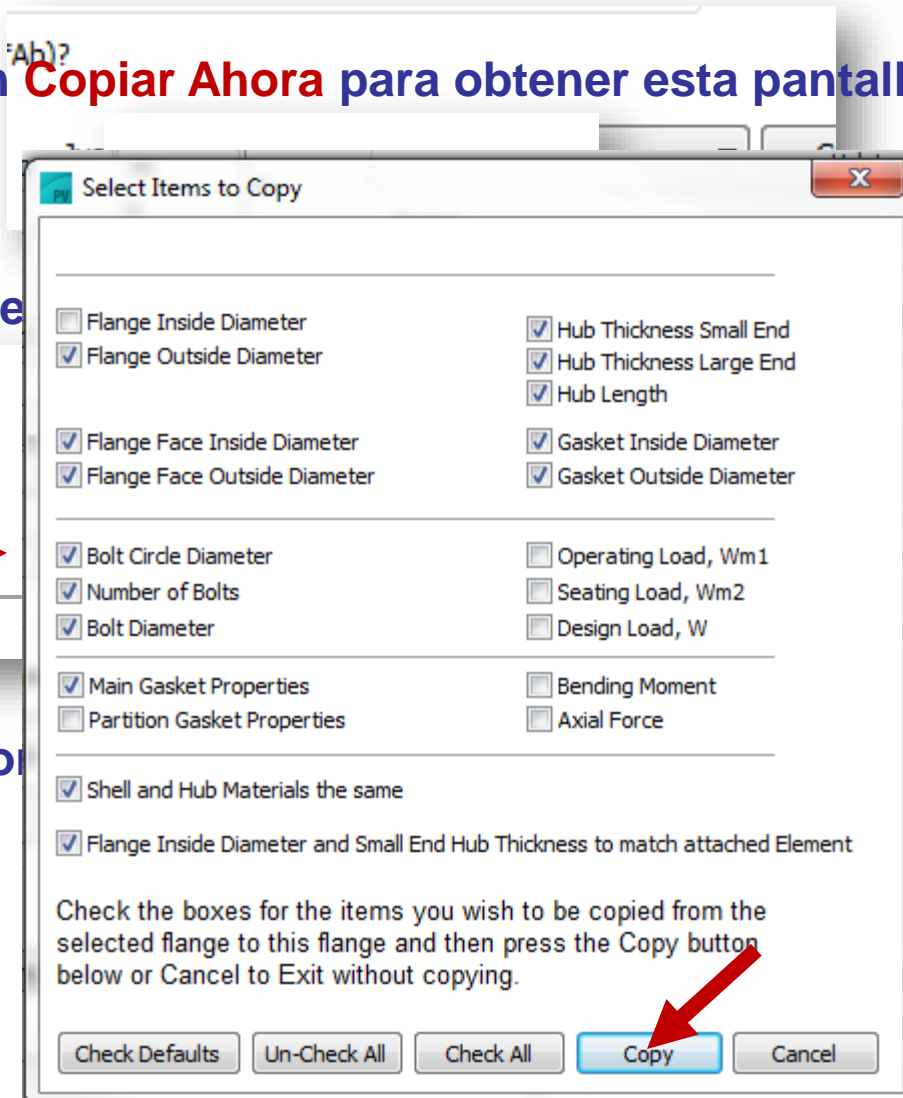 *Ab)?
Copiar Ahora para obtener esta pantall
PV Select Items to Copy
Flange Inside Diameter
Flange Outside Diameter
Hub Thickness Small End
Hub Thickness Large End
Hub Length
Flange Face Inside Diameter
Flange Face Outside Diameter
Gasket Inside Diameter
Gasket Outside Diameter
Bolt Circle Diameter
Number of Bolts
Bolt Diameter
Operating Load, Wm1
Seating Load, Wm2
Design Load, W
Main Gasket Properties
Partition Gasket Properties
Bending Moment
Axial Force
Shell and Hub Materials the same
Flange Inside Diameter and Small End Hub Thickness to match attached Element
Check the boxes for the items you wish to be copied from the
selected flange to this flange and then press the Copy button
below or Cancel to Exit without copying.
Check Defaults Un-Check All Check All Copy Cancel